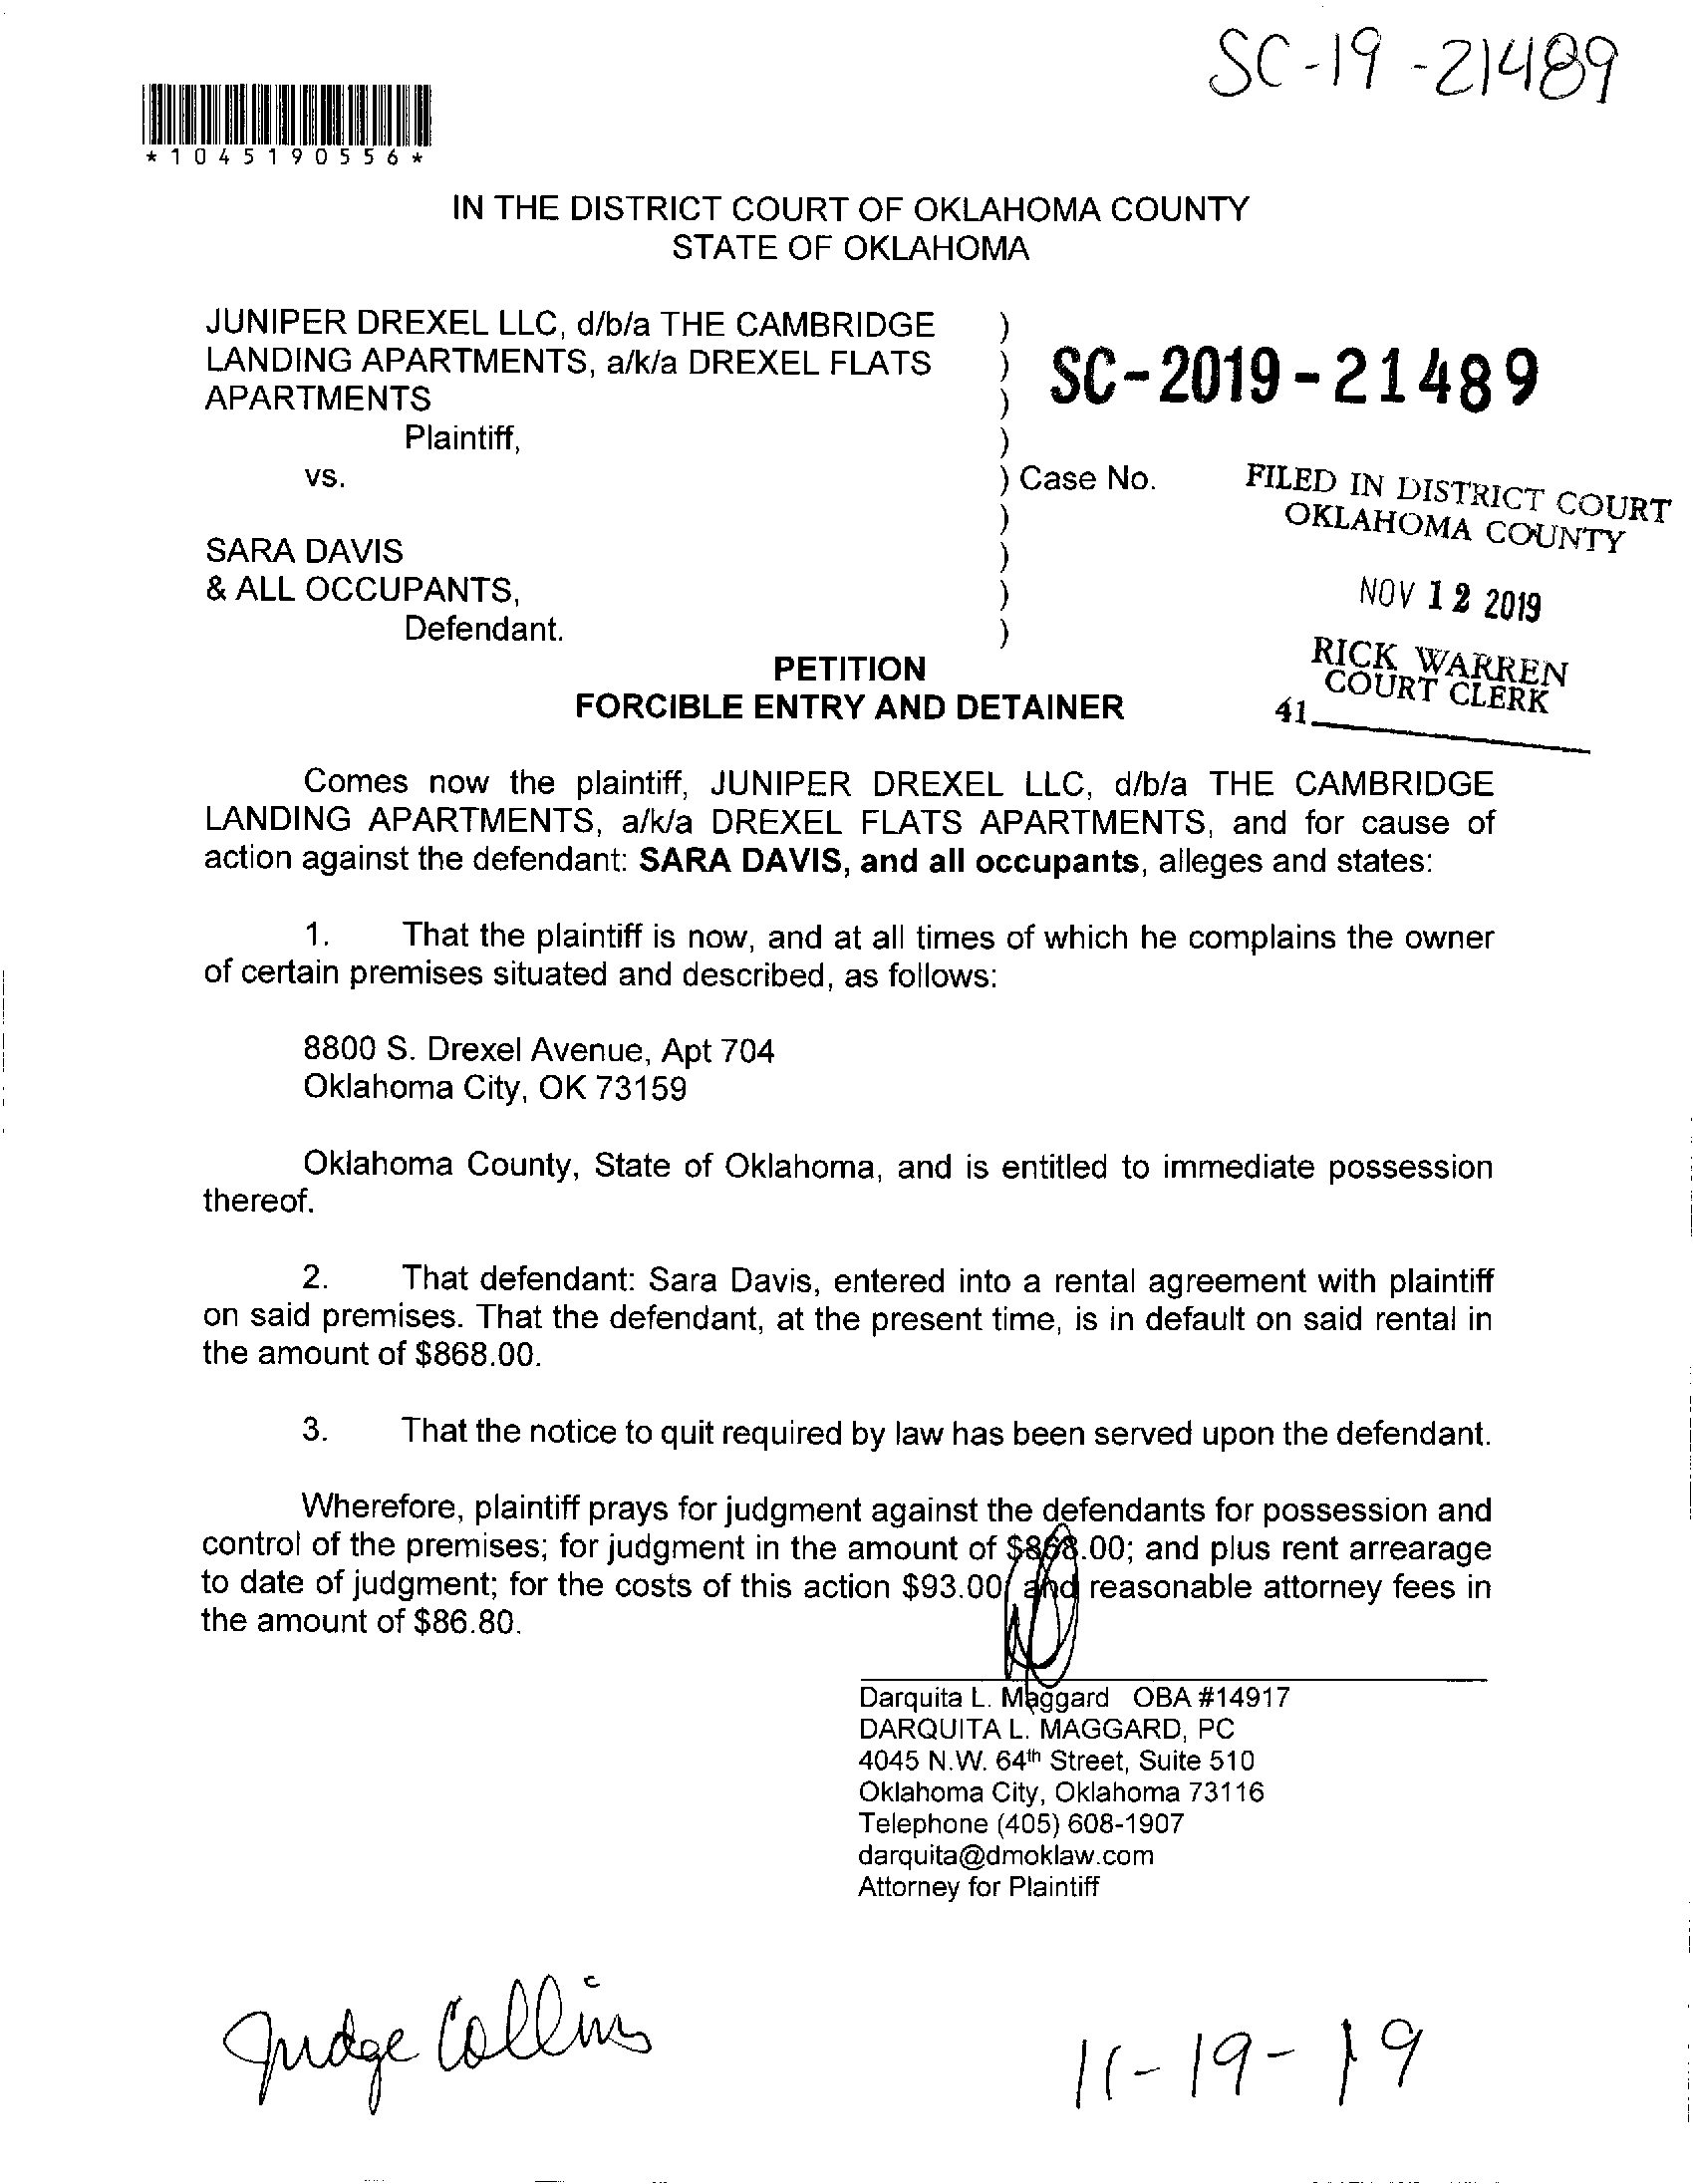 SC-19-21489
*1045190556*
IN THE DISTRICT COURT OF OKLAHOMA COUNTY
STATE OF OKLAHOMA
JUNIPER DREXEL LLC, d/b/a THE CAMBRIDGE )
LANDING APARTMENTS, a/k/a DREXEL FLATS )
APARTMENTS )
SC-2019-21489
Plaintiff, )
vs. ) Case No.
)
SARA DAVIS )
& ALL OCCUPANTS, )
Defendant. )
FILED IN DISTRICT COURT
OKLAHOMA COUNTY
NOV 12 2019
RICK WARREN
COURT CLERK
41
PETITION
FORCIBLE ENTRY AND DETAINER
Comes now the plaintiff, JUNIPER DREXEL LLC, d/b/a THE CAMBRIDGE
LANDING APARTMENTS, a/k/a DREXEL FLATS APARTMENTS, and for cause of
action against the defendant: SARA DAVIS, and all occupants, alleges and states:
1. That the plaintiff is now, and at all times of which he complains the owner
of certain premises situated and described, as follows:
8800 S. Drexel Avenue, Apt 704
Oklahoma City, OK 73159
Oklahoma County, State of Oklahoma, and is entitled to immediate possession
thereof.
2. That defendant: Sara Davis, entered into a rental agreement with plaintiff
on said premises. That the defendant, at the present time, is in default on said rental in
the amount of $868.00.
3. That the notice to quit required by law has been served upon the defendant.
Wherefore, plaintiff prays for judgment against the defendants for possession and
control of the premises; for judgment in the amount of $868.00; and plus rent arrearage
to date of judgment; for the costs of this action $93.00; and reasonable attorney fees in
the amount of $86.80.
Darquita L. Maggard OBA #14917
DARQUITA L. MAGGARD, PC
4045 N.W. 64th Street, Suite 510
Oklahoma City, Oklahoma 73116
Telephone (405) 608-1907
darquita@dmoklaw.com
Attorney for Plaintiff
Judge Collins
11-19-19